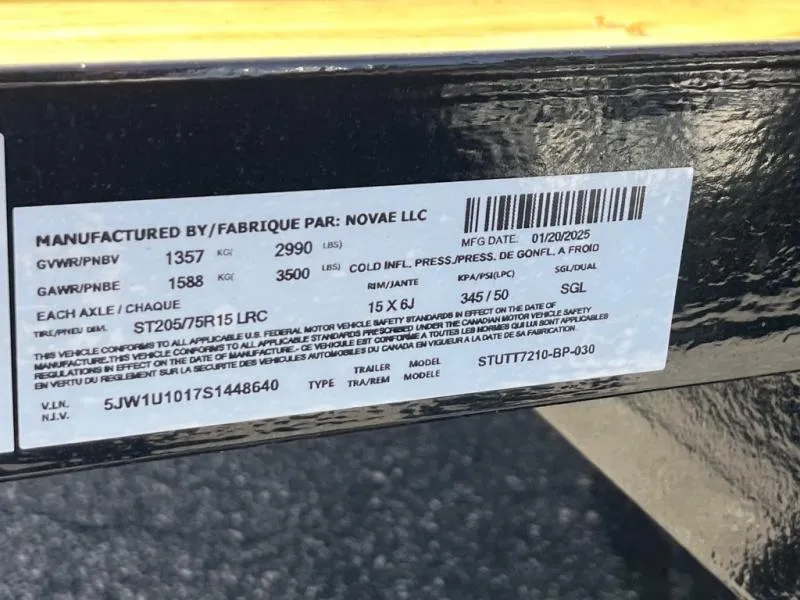 MANUFACTURED BY/FABRIQUE PAR: NOVAE LLC
MFG DATE: 01/20/2025
GVWR/PNBV 1357 KG( 2990 LBS)
GAWR/PNBE 1588 KG( 3500 LBS) COLD INFL. PRESS./PRESS. DE GONFL. A FROID
EACH AXLE / CHAQUE RIM/JANTE KPA/PSI(LPC) SGL/DUAL
TIRE/PNEU DIM. ST205/75R15 LRC 15 X 6J 345/50 SGL
THIS VEHICLE CONFORMS TO ALL APPLICABLE U.S. FEDERAL MOTOR VEHICLE SAFETY STANDARDS IN EFFECT ON THE DATE OF
MANUFACTURE.THIS VEHICLE CONFORMS TO ALL APPLICABLE STANDARDS PRESCRIBED UNDER THE CANADIAN MOTOR VEHICLE SAFETY
REGULATIONS IN EFFECT ON THE DATE OF MANUFACTURE.- CE VEHICULE EST CONFORME A TOUTES LES NORMES QUI LUI SONT APPLICABLES
EN VERTU DU REGLEMENT SUR LA SECURITE DES VEHICULES AUTOMOBILES DU CANADA EN VIGUEUR A LA DATE DE SA FABRICATION.
V.I.N. 5JW1U1017S1448640 TYPE TRAILER MODEL STUTT7210-BP-030
N.I.V. TRA/REM MODELE